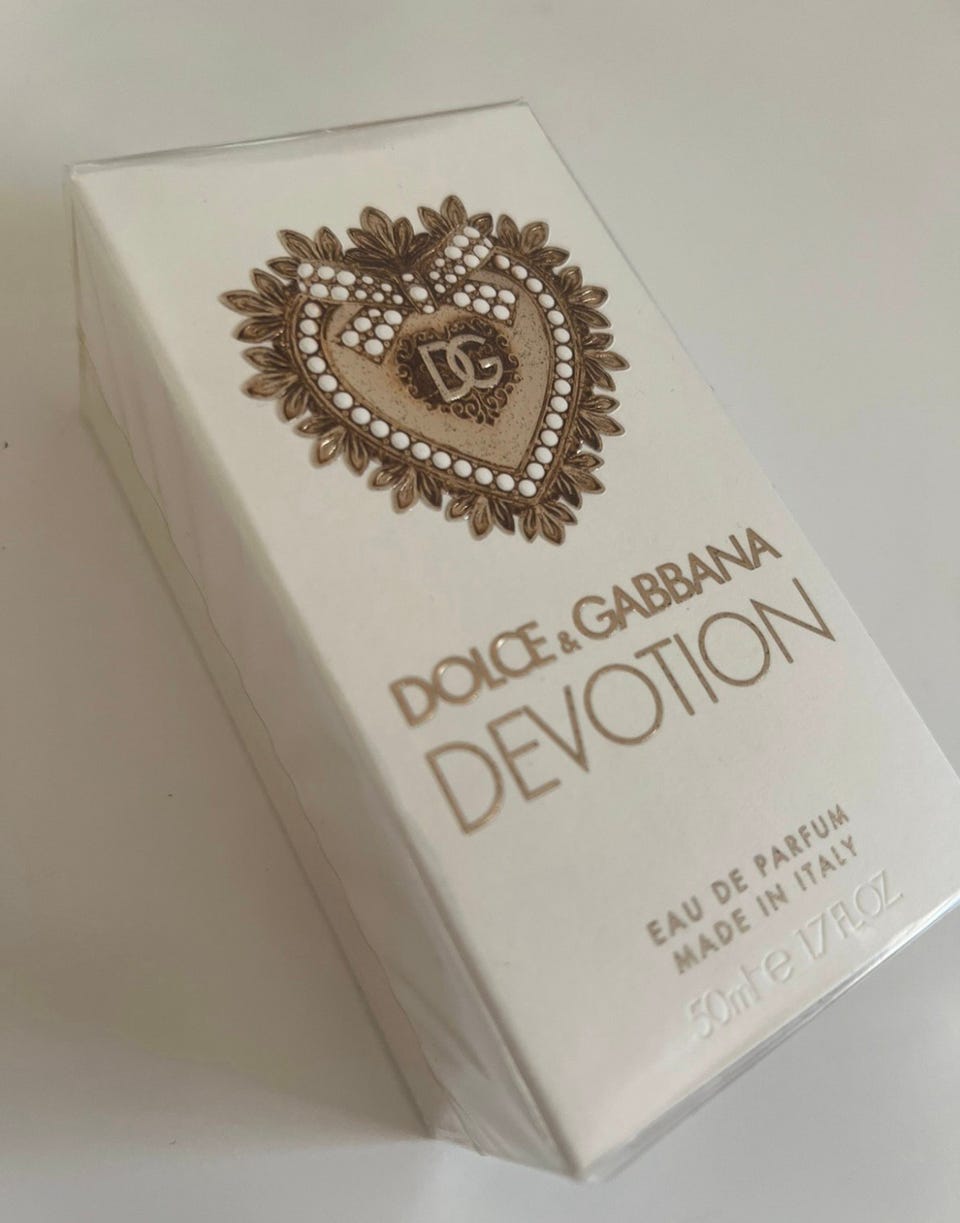 DG
DOLCE & GABBANA
DEVOTION
EAU DE PARFUM
MADE IN ITALY
50ml e 1.7 FL.OZ